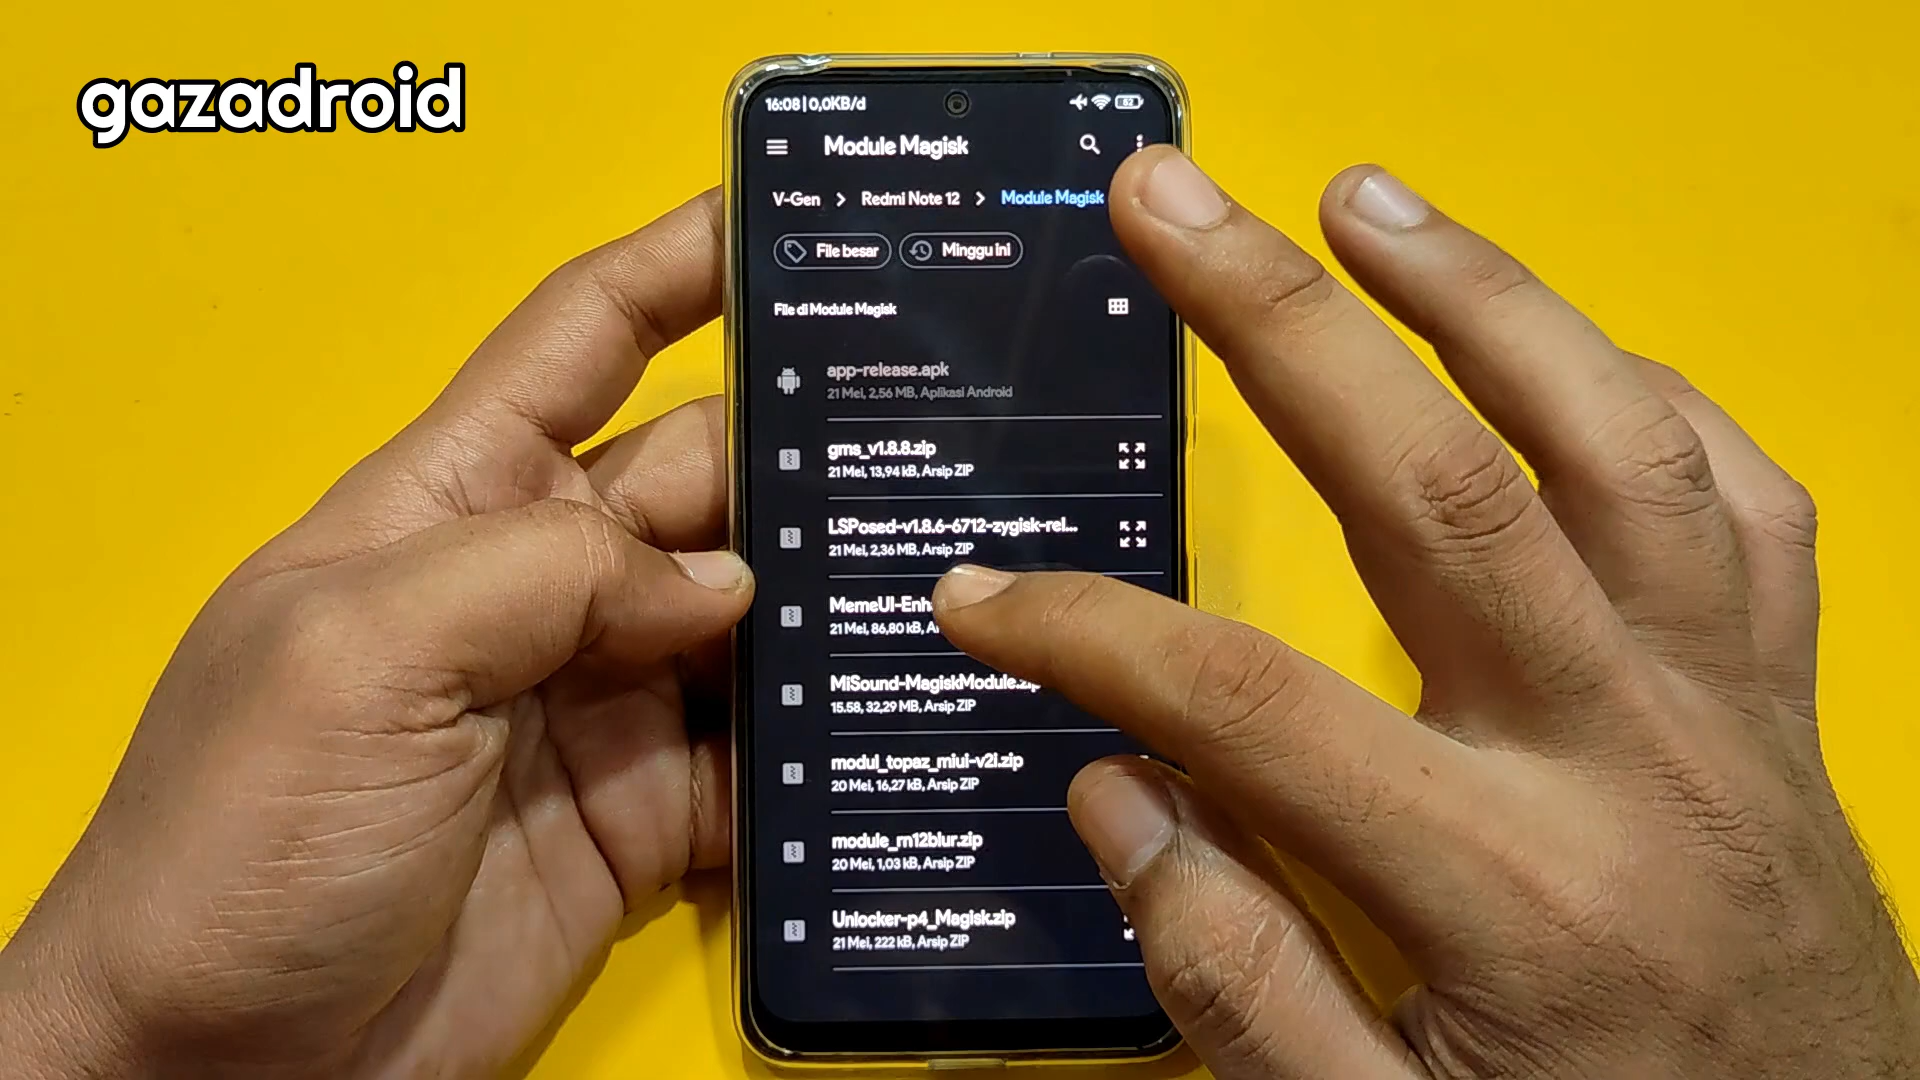 gazadroid
16:08 | 0,0KB/d
62
Module Magisk
V-Gen > Redmi Note 12 > Module Magisk
File besar
Minggu ini
File di Module Magisk
app-release.apk
21 Mei, 2,56 MB, Aplikasi Android
gms_v1.8.8.zip
21 Mei, 13,94 kB, Arsip ZIP
LSPosed-v1.8.6-6712-zygisk-rel...
21 Mei, 2,36 MB, Arsip ZIP
MemeUI-Enh
21 Mei, 86,80 kB,
MiSound-MagiskModule.zip
15.58, 32,29 MB, Arsip ZIP
modul_topaz_miui-v2i.zip
20 Mei, 16,27 kB, Arsip ZIP
module_rn12blur.zip
20 Mei, 1,03 kB, Arsip ZIP
Unlocker-p4_Magisk.zip
21 Mei, 222 kB, Arsip ZIP